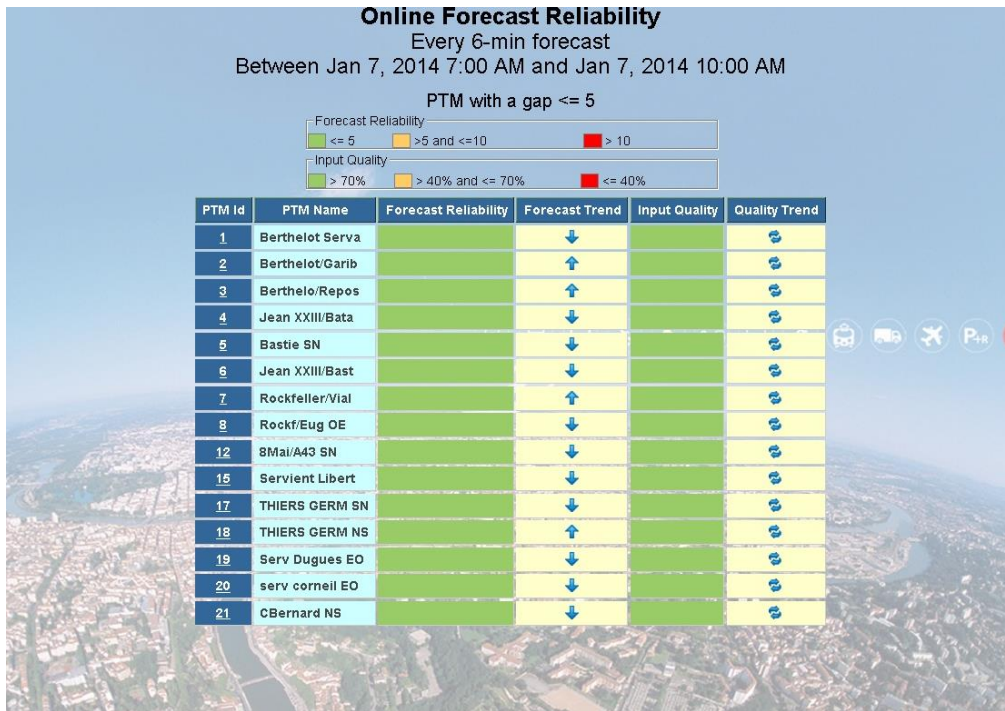 Online Forecast Reliability
Every 6-min forecast
Between Jan 7, 2014 7:00 AM and Jan 7, 2014 10:00 AM
PTM with a gap <= 5
Forecast Reliability
<= 5 >5 and <=10 > 10
Input Quality
> 70% > 40% and <= 70% <= 40%
PTM Id PTM Name Forecast Reliability Forecast Trend Input Quality Quality Trend
1 Berthelot Serva
2 Berthelot/Garib
3 Berthelo/Repos
4 Jean XXIII/Bata
5 Bastie SN
6 Jean XXIII/Bast
7 Rockfeller/Vial
8 Rockf/Eug OE
12 8Mai/A43 SN
15 Servient Libert
17 THIERS GERM SN
18 THIERS GERM NS
19 Serv Dugues EO
20 serv corneil EO
21 CBernard NS
P+R